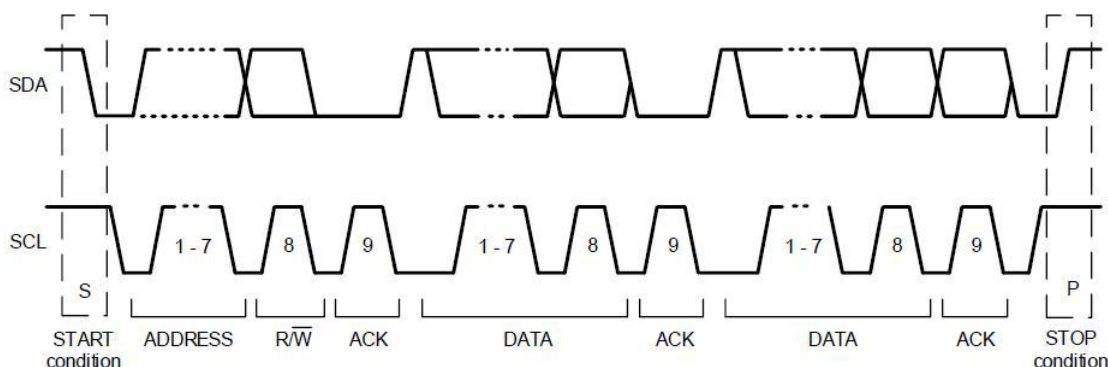 SDA
SCL
1 - 7 8 9 1 - 7 8 9 1 - 7 8 9
S P
START ADDRESS R/W̅ ACK DATA ACK DATA ACK STOP
condition condition